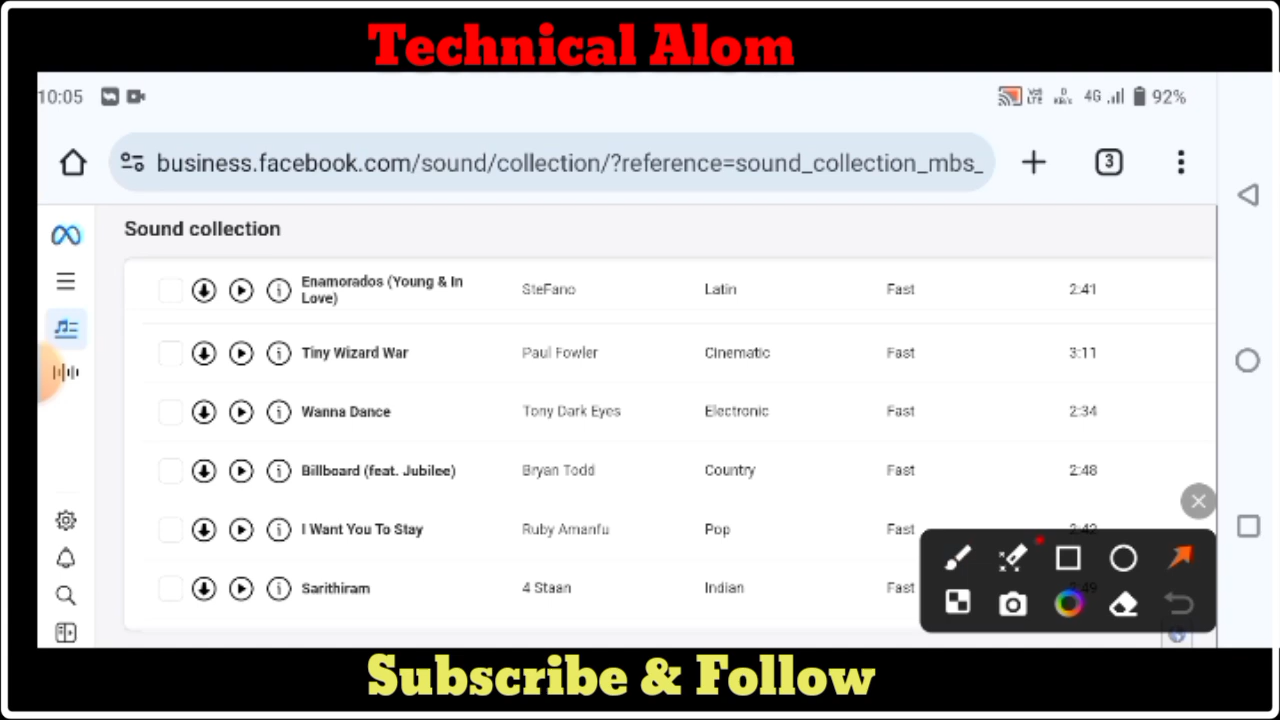 Technical Alom
10:05 4G 92%
business.facebook.com/sound/collection/?reference=sound_collection_mbs_ 3
Sound collection
Enamorados (Young & In
Love) SteFano Latin Fast 2:41
Tiny Wizard War Paul Fowler Cinematic Fast 3:11
Wanna Dance Tony Dark Eyes Electronic Fast 2:34
Billboard (feat. Jubilee) Bryan Todd Country Fast 2:48
I Want You To Stay Ruby Amanfu Pop Fast 2:42
Sarithiram 4 Staan Indian Fast
Subscribe & Follow